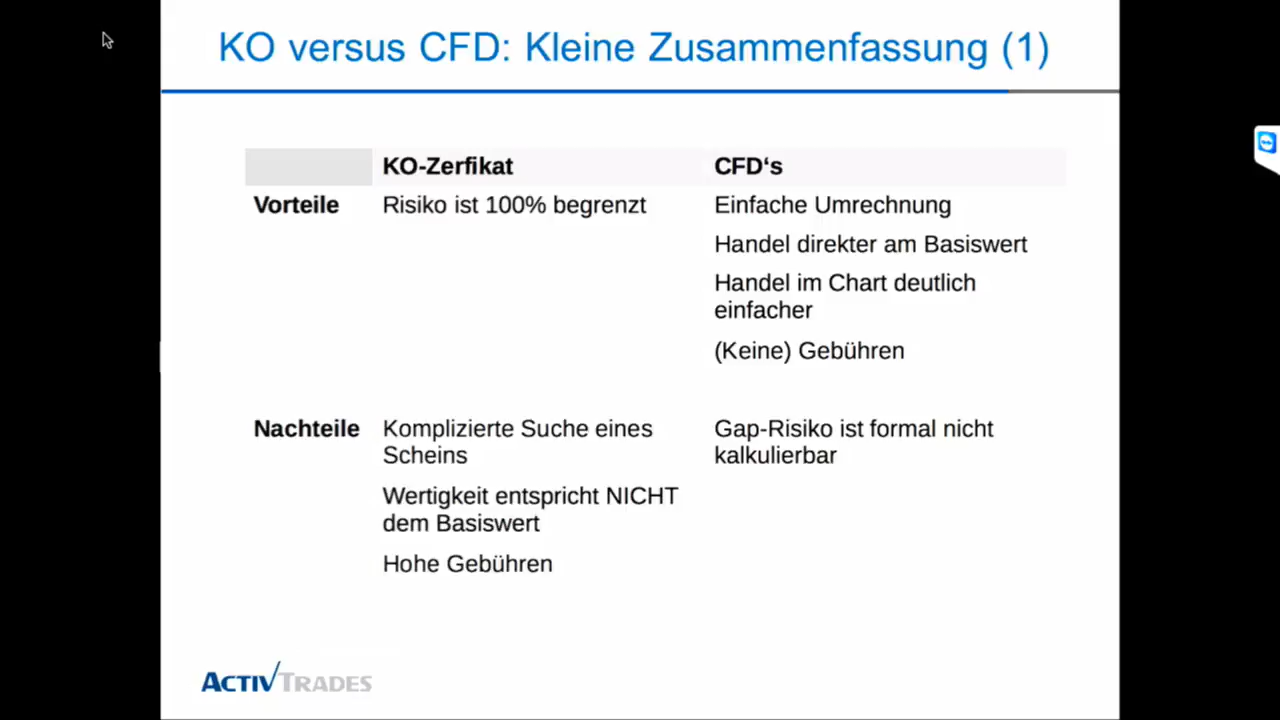 KO versus CFD: Kleine Zusammenfassung (1)
KO-Zerfikat
CFD‘s
Vorteile
Risiko ist 100% begrenzt
Einfache Umrechnung
Handel direkter am Basiswert
Handel im Chart deutlich
einfacher
(Keine) Gebühren
Nachteile
Komplizierte Suche eines
Scheins
Wertigkeit entspricht NICHT
dem Basiswert
Hohe Gebühren
Gap-Risiko ist formal nicht
kalkulierbar
ACTIVTRADES